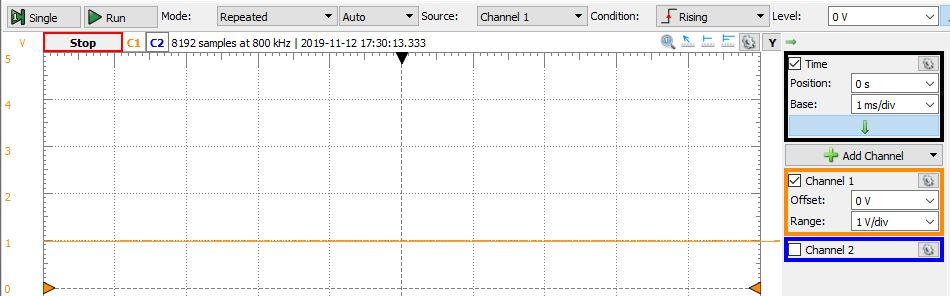 Single Run Mode: Repeated Auto Source: Channel 1 Condition: Rising Level: 0 V
V Stop C1 C2 8192 samples at 800 kHz | 2019-11-12 17:30:13.333 Y
5
4
3
2
1
0
Time
Position: 0 s
Base: 1 ms/div
Add Channel
Channel 1
Offset: 0 V
Range: 1 V/div
Channel 2